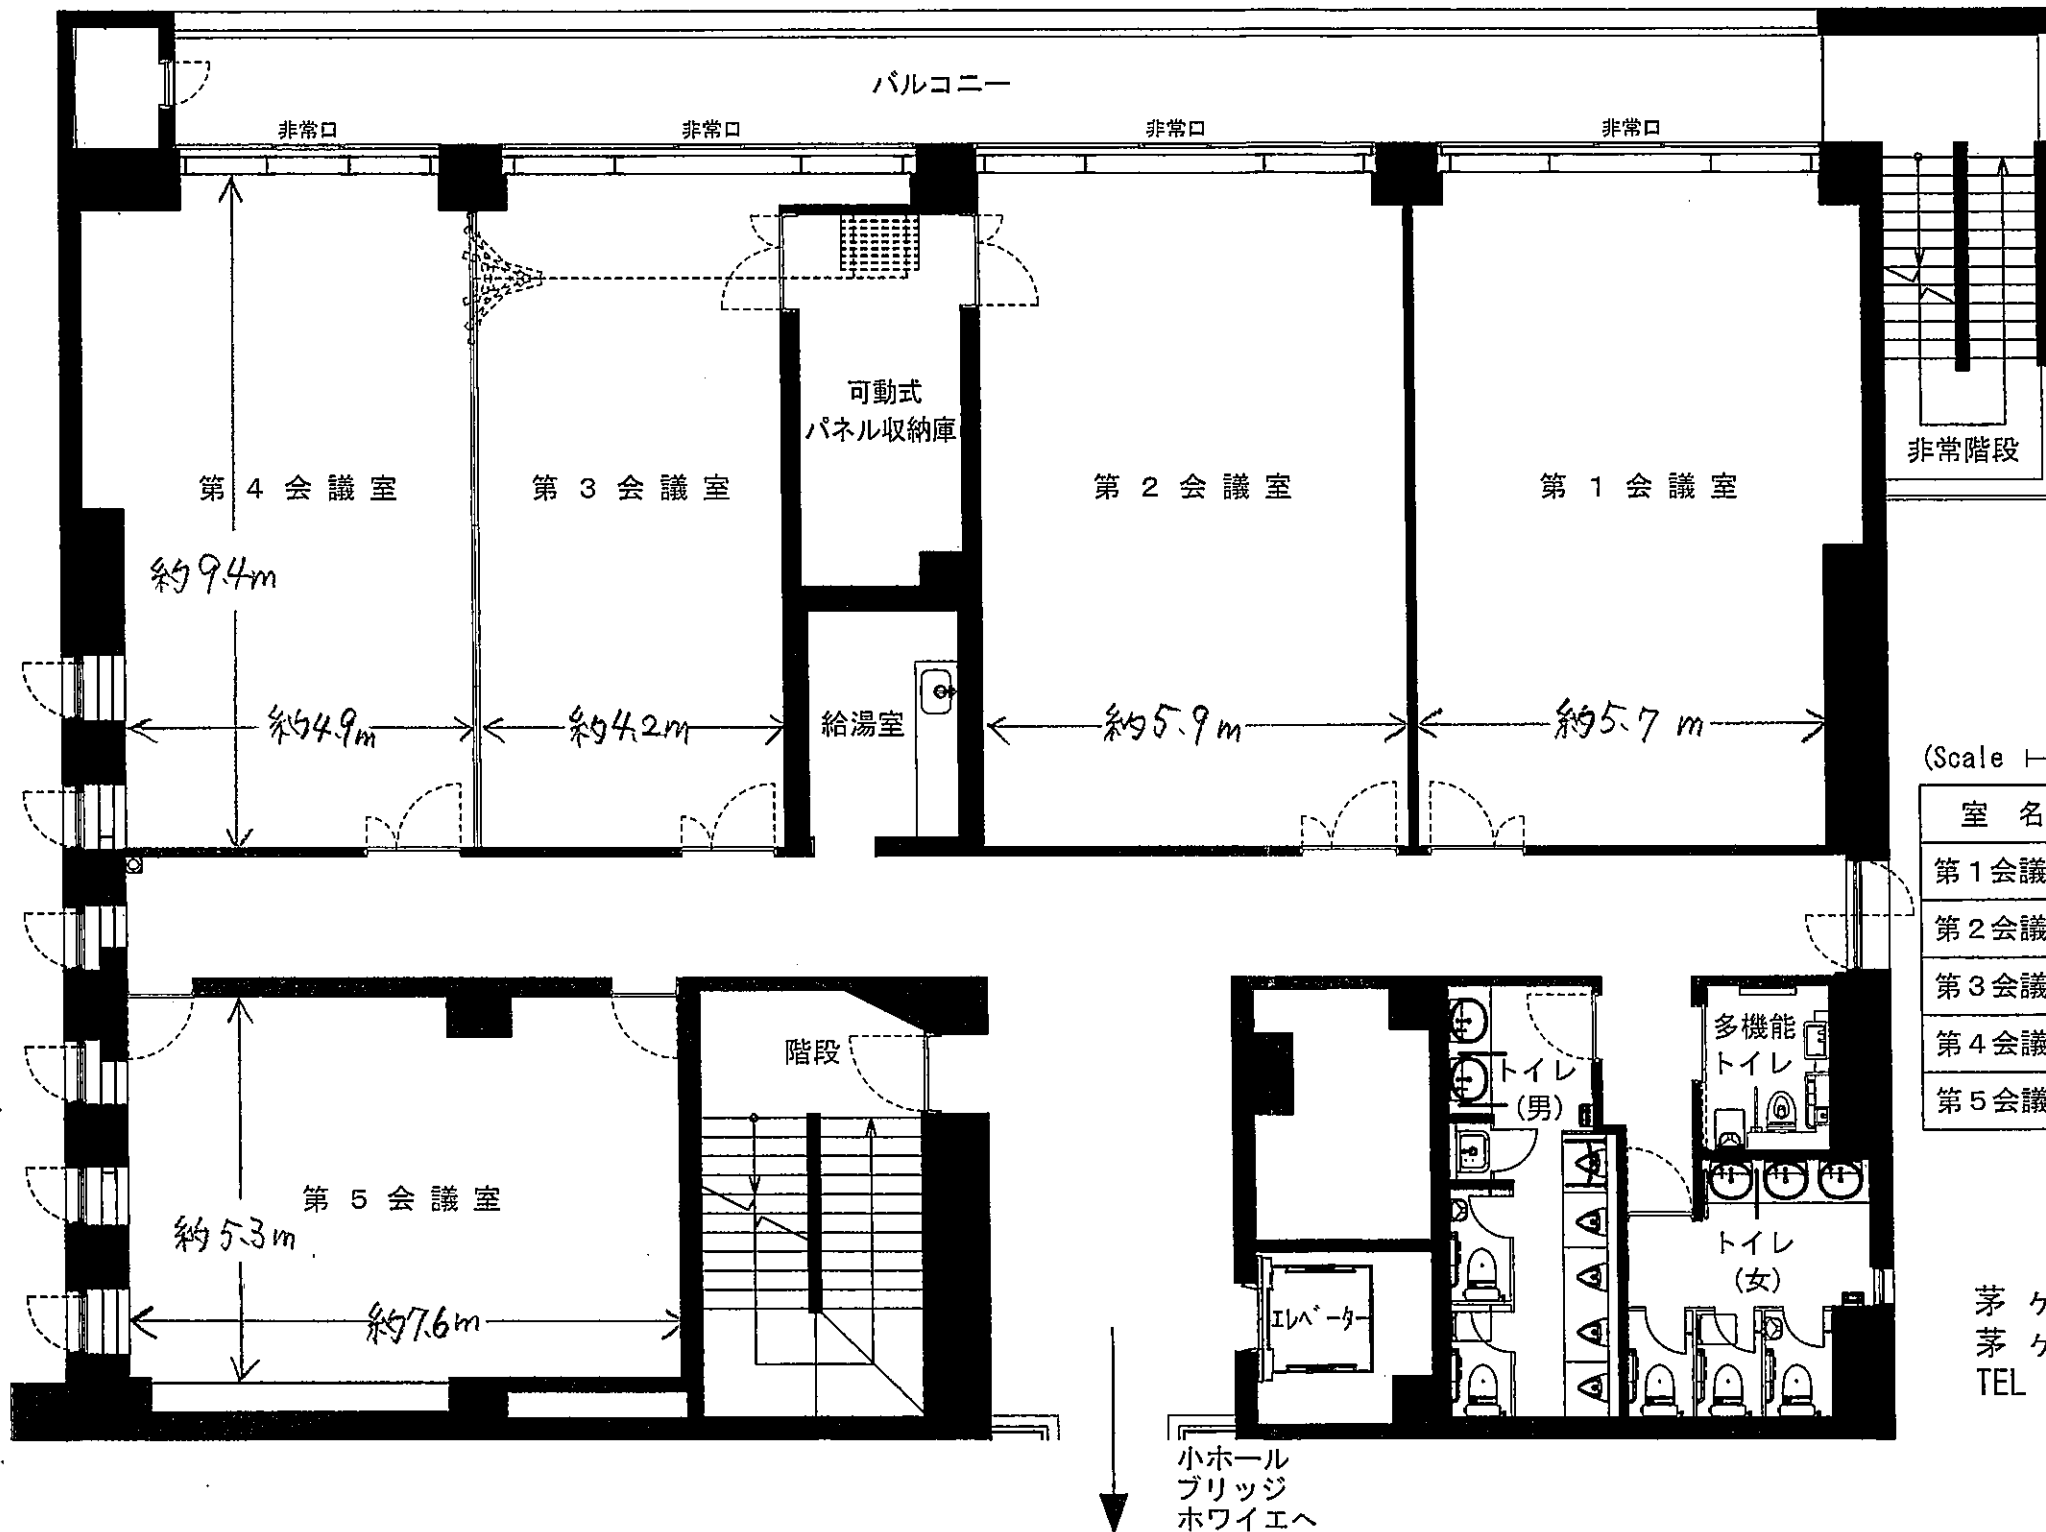 バルコニー
非常口
非常口
非常口
非常口
可動式
パネル収納庫
非常階段
第4会議室
第3会議室
第2会議室
第1会議室
約9.4m
約4.9m
約4.2m
給湯室
約5.9m
約5.7m
(Scale
室 名
第1会議
第2会議
第3会議
第4会議
第5会議
階段
トイレ
(男)
多機能
トイレ
第5会議室
約5.3m
約7.6m
エレベーター
トイレ
(女)
茅ケ
茅ケ
TEL
小ホール
ブリッジ
ホワイエへ